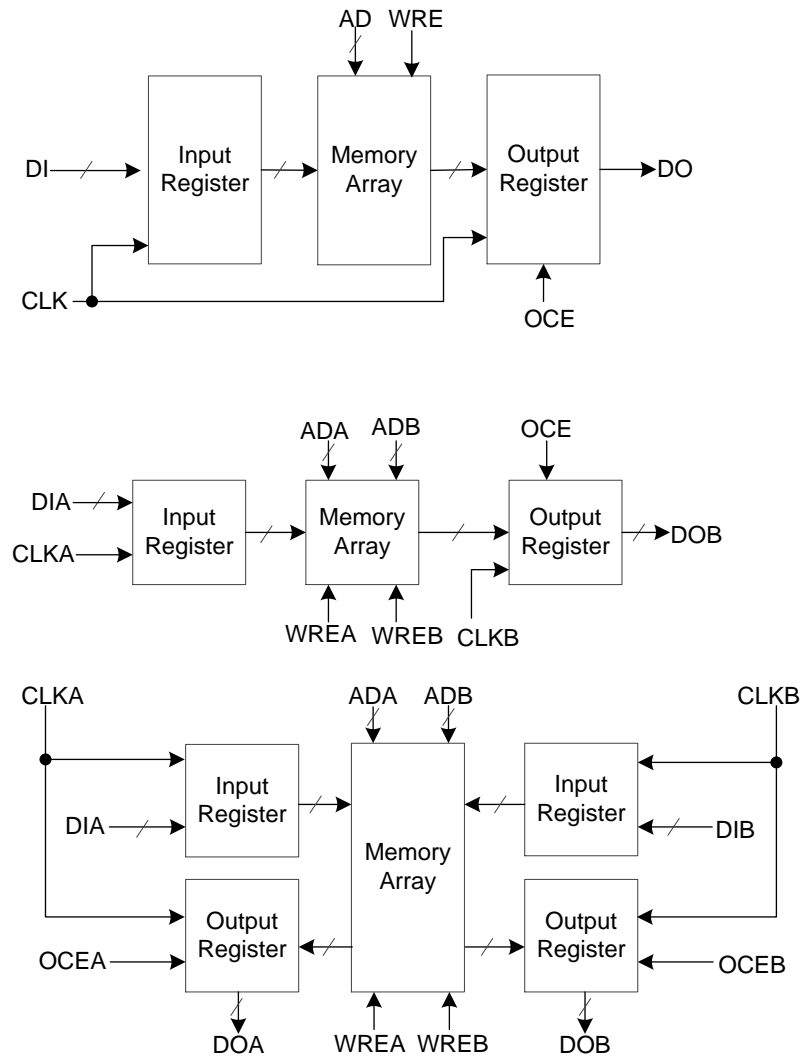 AD WRE
DI
Input
Register
Memory
Array
Output
Register
DO
CLK
OCE
ADA ADB
OCE
DIA
CLKA
Input
Register
Memory
Array
Output
Register
DOB
WREA WREB
CLKB
CLKA
ADA ADB
CLKB
Input
Register
Input
Register
DIA
DIB
Memory
Array
Output
Register
Output
Register
OCEA
OCEB
DOA
WREA WREB
DOB